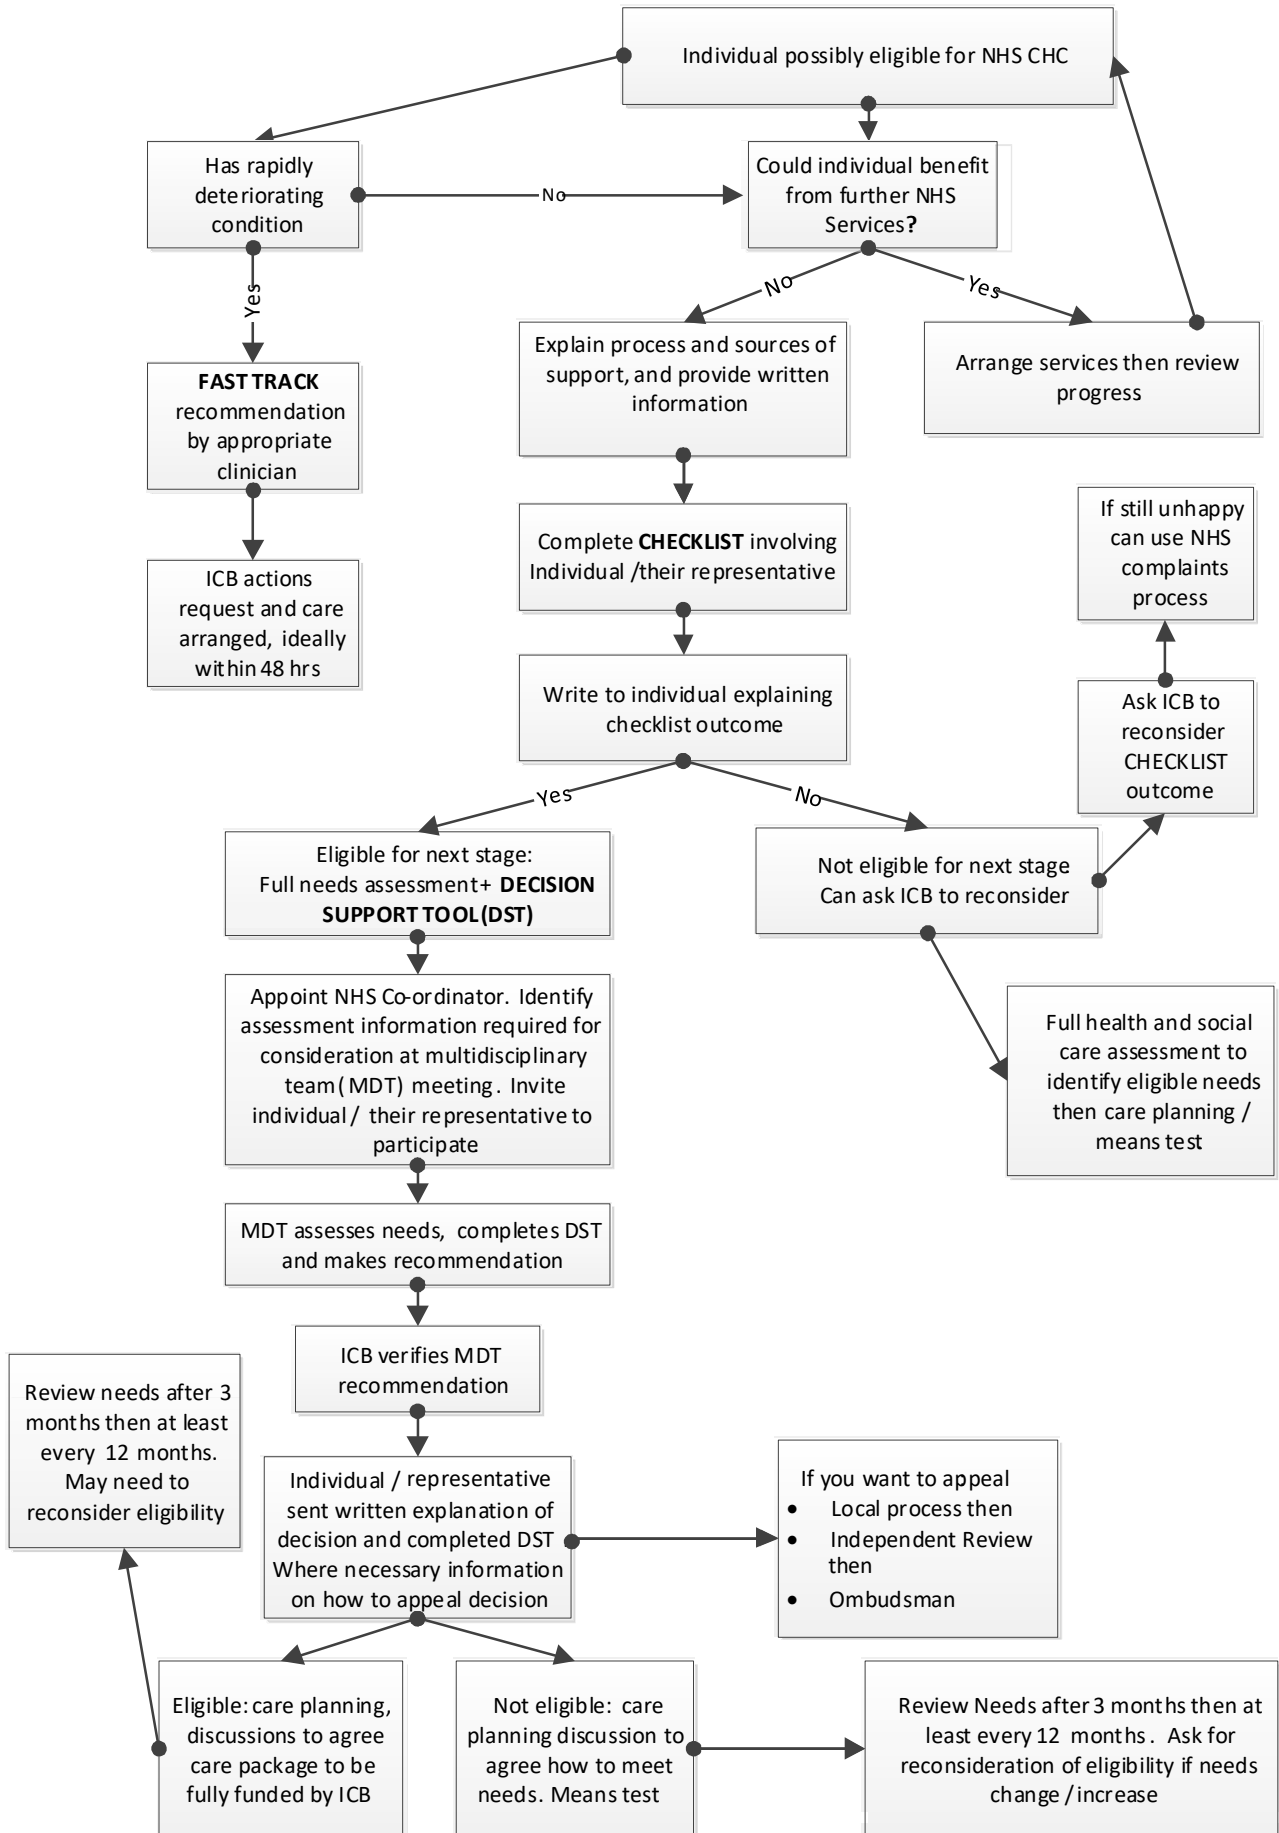 Individual possibly eligible for NHS CHC
Has rapidly
deteriorating
condition
No
Could individual benefit
from further NHS
Services?
Yes
No
Yes
FAST TRACK
recommendation
by appropriate
clinician
Explain process and sources of
support, and provide written
information
Arrange services then review
progress
ICB actions
request and care
arranged, ideally
within 48 hrs
Complete CHECKLIST involving
Individual /their representative
If still unhappy
can use NHS
complaints
process
Write to individual explaining
checklist outcome
Ask ICB to
reconsider
CHECKLIST
outcome
Yes
No
Eligible for next stage:
Full needs assessment+ DECISION
SUPPORT TOOL(DST)
Not eligible for next stage
Can ask ICB to reconsider
Appoint NHS Co-ordinator. Identify
assessment information required for
consideration at multidisciplinary
team( MDT) meeting. Invite
individual / their representative to
participate
Full health and social
care assessment to
identify eligible needs
then care planning /
means test
MDT assesses needs, completes DST
and makes recommendation
ICB verifies MDT
recommendation
Review needs after 3
months then at least
every 12 months.
May need to
reconsider eligibility
Individual / representative
sent written explanation of
decision and completed DST
Where necessary information
on how to appeal decision
If you want to appeal
• Local process then
• Independent Review
then
• Ombudsman
Eligible: care planning,
discussions to agree
care package to be
fully funded by ICB
Not eligible: care
planning discussion to
agree how to meet
needs. Means test
Review Needs after 3 months then at
least every 12 months. Ask for
reconsideration of eligibility if needs
change /increase